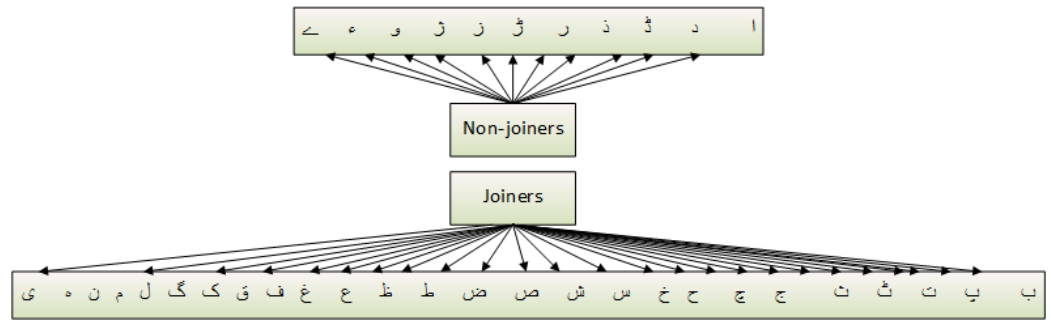 ا د ڈ ذ ر ڑ ز ژ و ء ے
Non-joiners
Joiners
ب پ ت ٹ ث ج چ ح خ س ش ص ض ط ظ ع غ ف ق ک گ ل م ن ہ ی